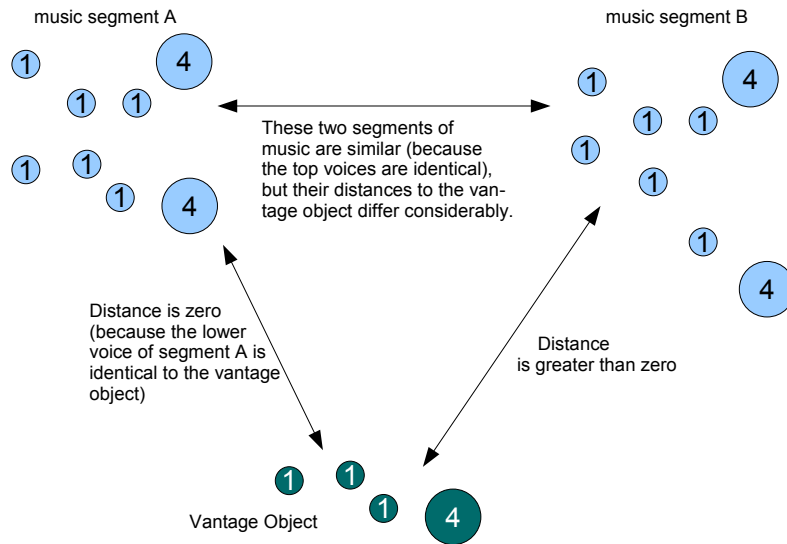 music segment A
music segment B
1
4
1
1
1
1
1
4
1
1
1
4
1
1
1
4
These two segments of
music are similar (because
the top voices are identical),
but their distances to the van-
tage object differ considerably.
Distance is zero
(because the lower
voice of segment A is
identical to the vantage
object)
Distance
is greater than zero
1
1
1
4
Vantage Object